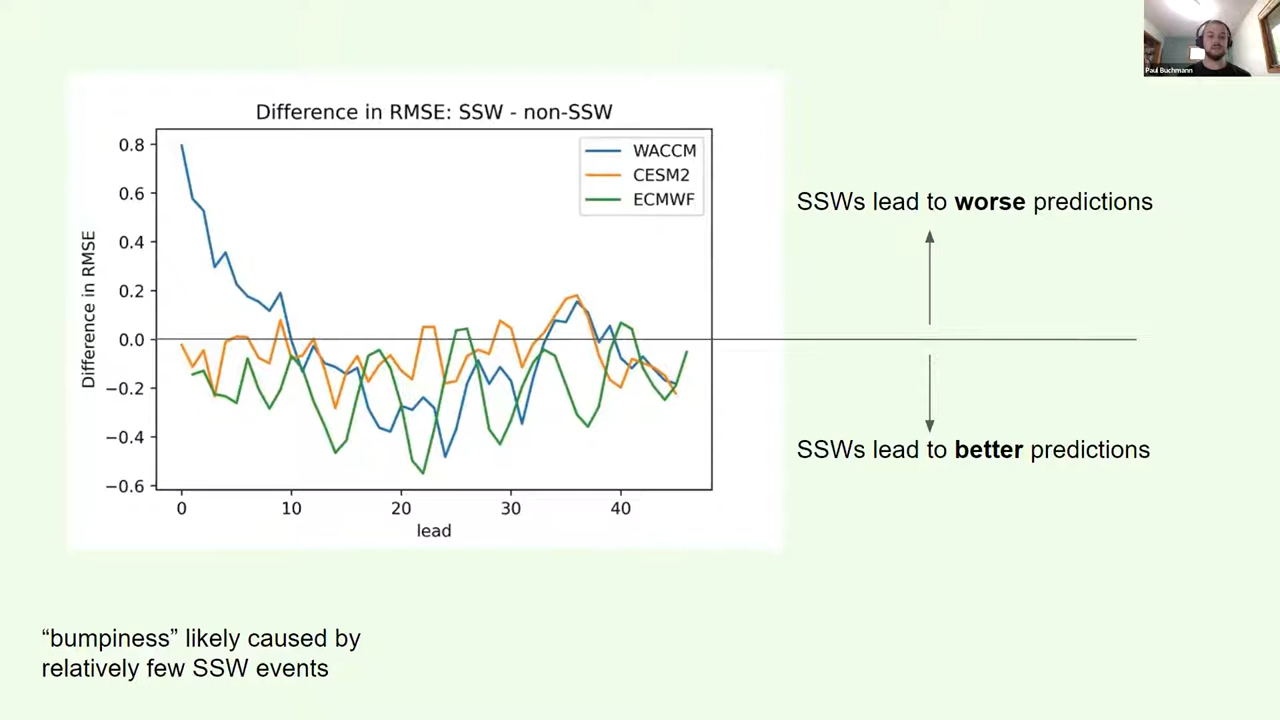 Paul Buchmann
Difference in RMSE: SSW - non-SSW
WACCM
CESM2
ECMWF
Difference in RMSE
0.8
0.6
0.4
0.2
0.0
−0.2
−0.4
−0.6
0 10 20 30 40
lead
SSWs lead to worse predictions
SSWs lead to better predictions
“bumpiness” likely caused by
relatively few SSW events